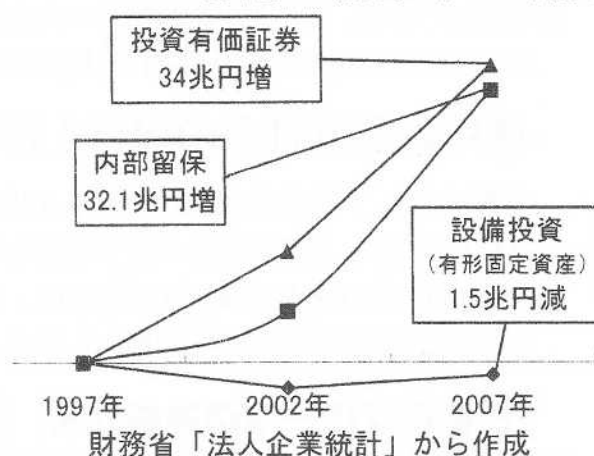 投資有価証券
34兆円増
内部留保
32.1兆円増
設備投資
(有形固定資産)
1.5兆円減
1997年 2002年 2007年
財務省「法人企業統計」から作成